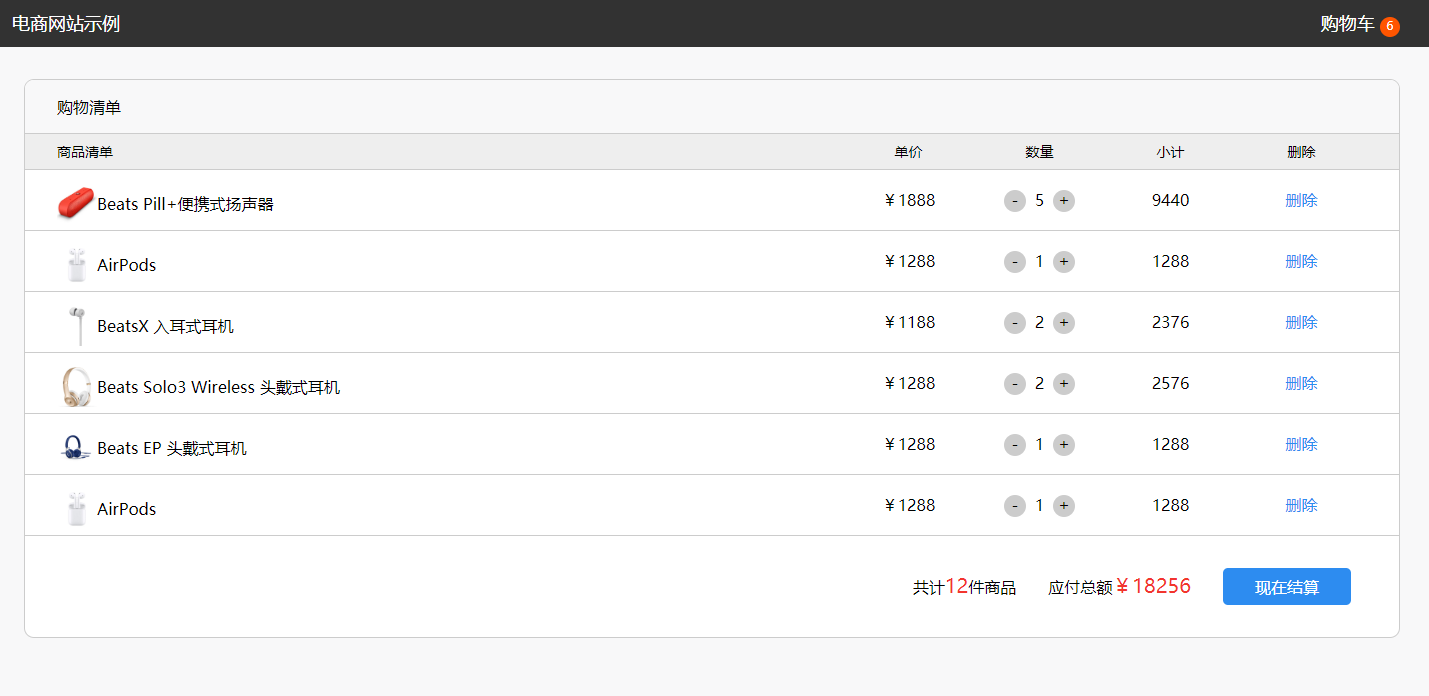 电商网站示例 购物车 6
购物清单
商品清单 单价 数量 小计 删除
Beats Pill+便携式扬声器 ¥ 1888 - 5 + 9440 删除
AirPods ¥ 1288 - 1 + 1288 删除
BeatsX 入耳式耳机 ¥ 1188 - 2 + 2376 删除
Beats Solo3 Wireless 头戴式耳机 ¥ 1288 - 2 + 2576 删除
Beats EP 头戴式耳机 ¥ 1288 - 1 + 1288 删除
AirPods ¥ 1288 - 1 + 1288 删除
共计12件商品 应付总额 ¥ 18256 现在结算